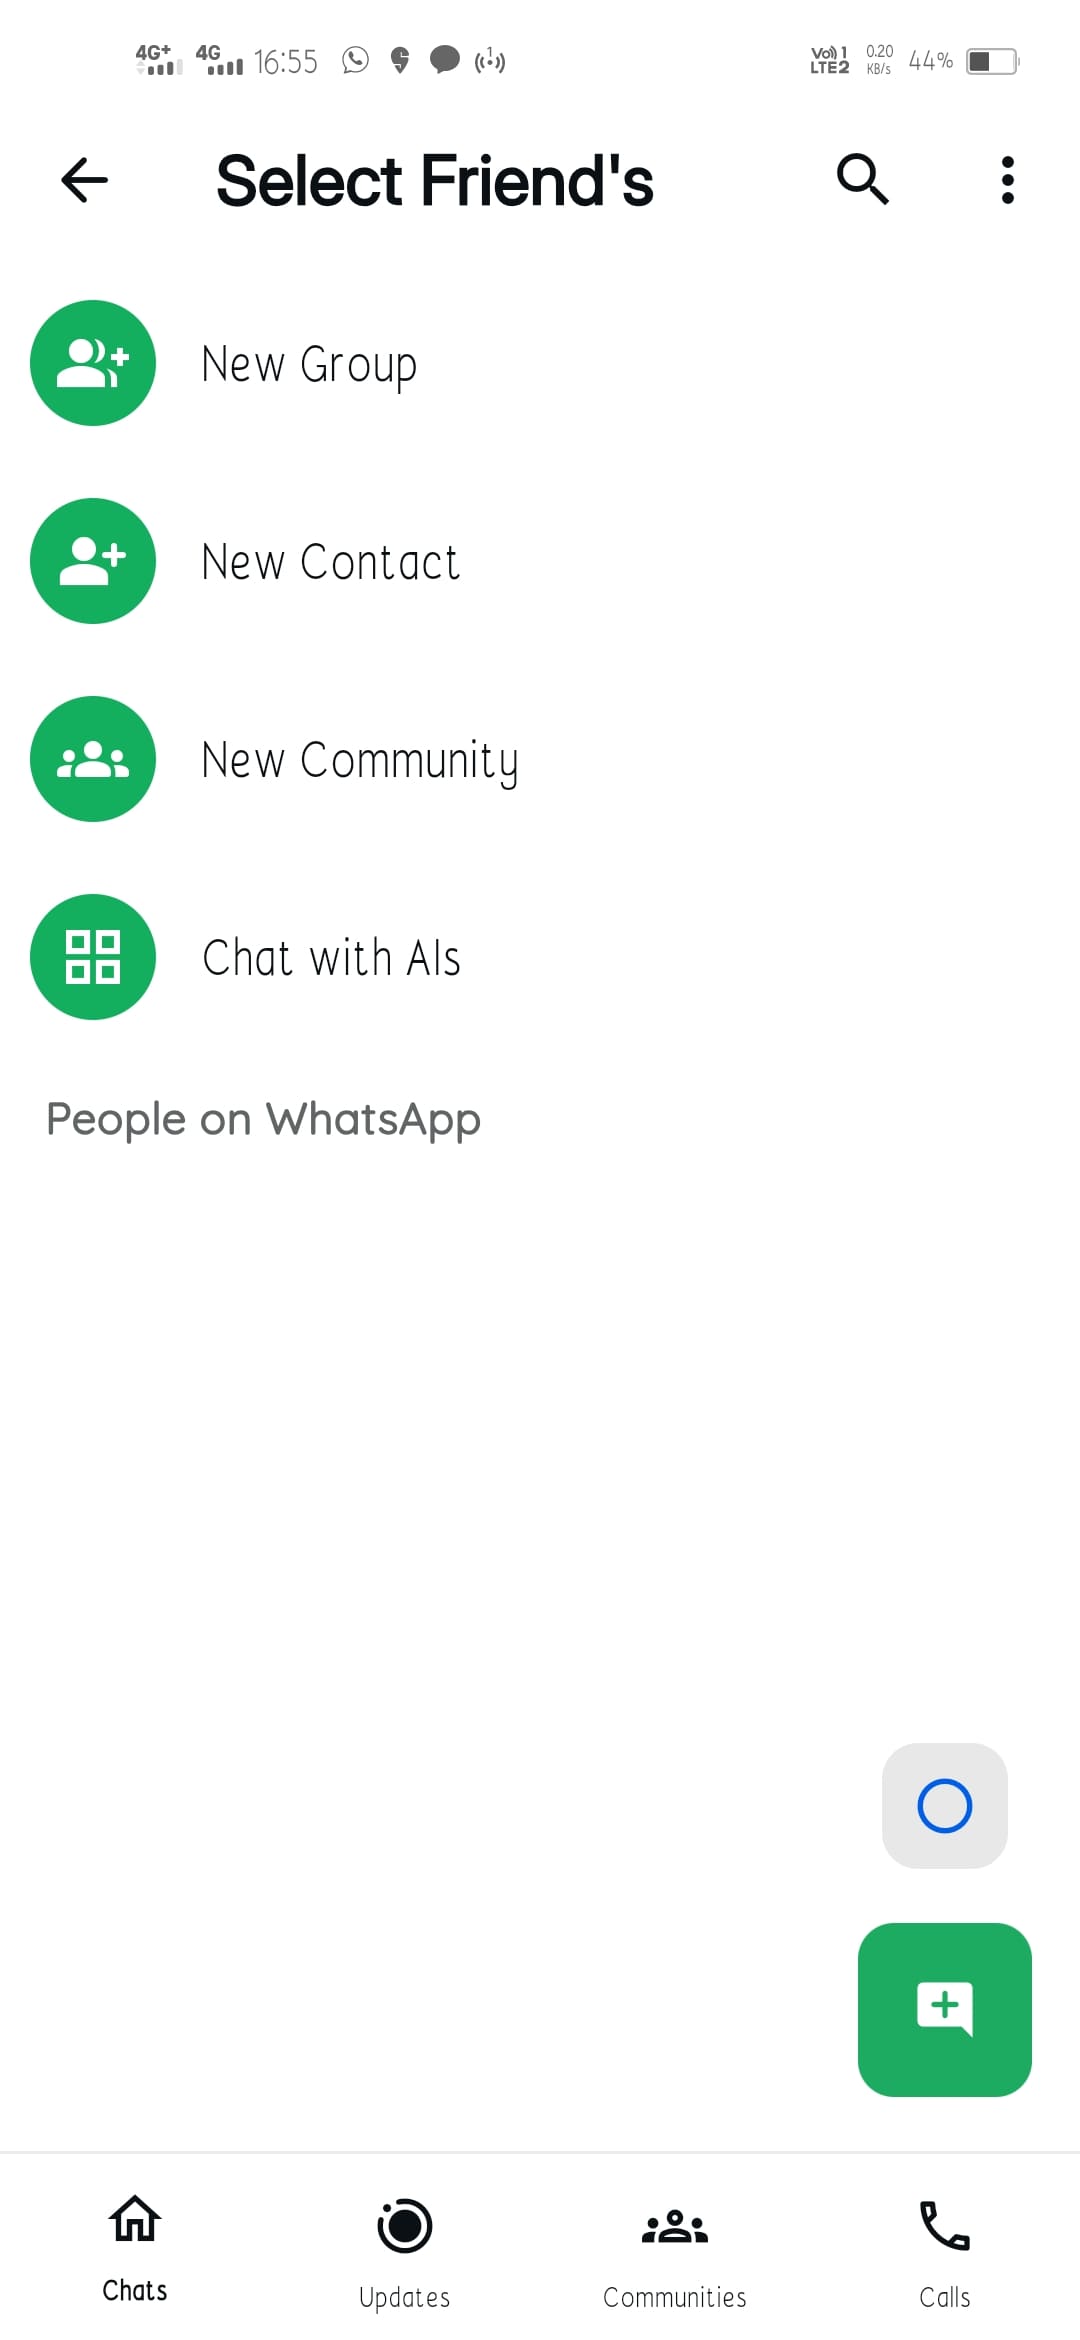 4G+ 4G 16:55 Vo)) 1 LTE2 0.20 KB/s 44%
Select Friend's
New Group
New Contact
New Community
Chat with AIs
People on WhatsApp
Chats Updates Communities Calls